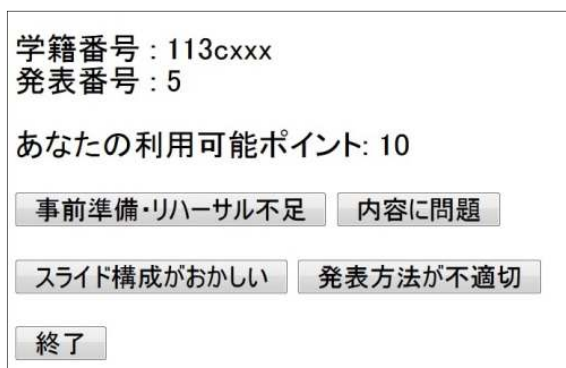 学籍番号 : 113cxxx
発表番号 : 5
あなたの利用可能ポイント: 10
事前準備・リハーサル不足 内容に問題
スライド構成がおかしい 発表方法が不適切
終了